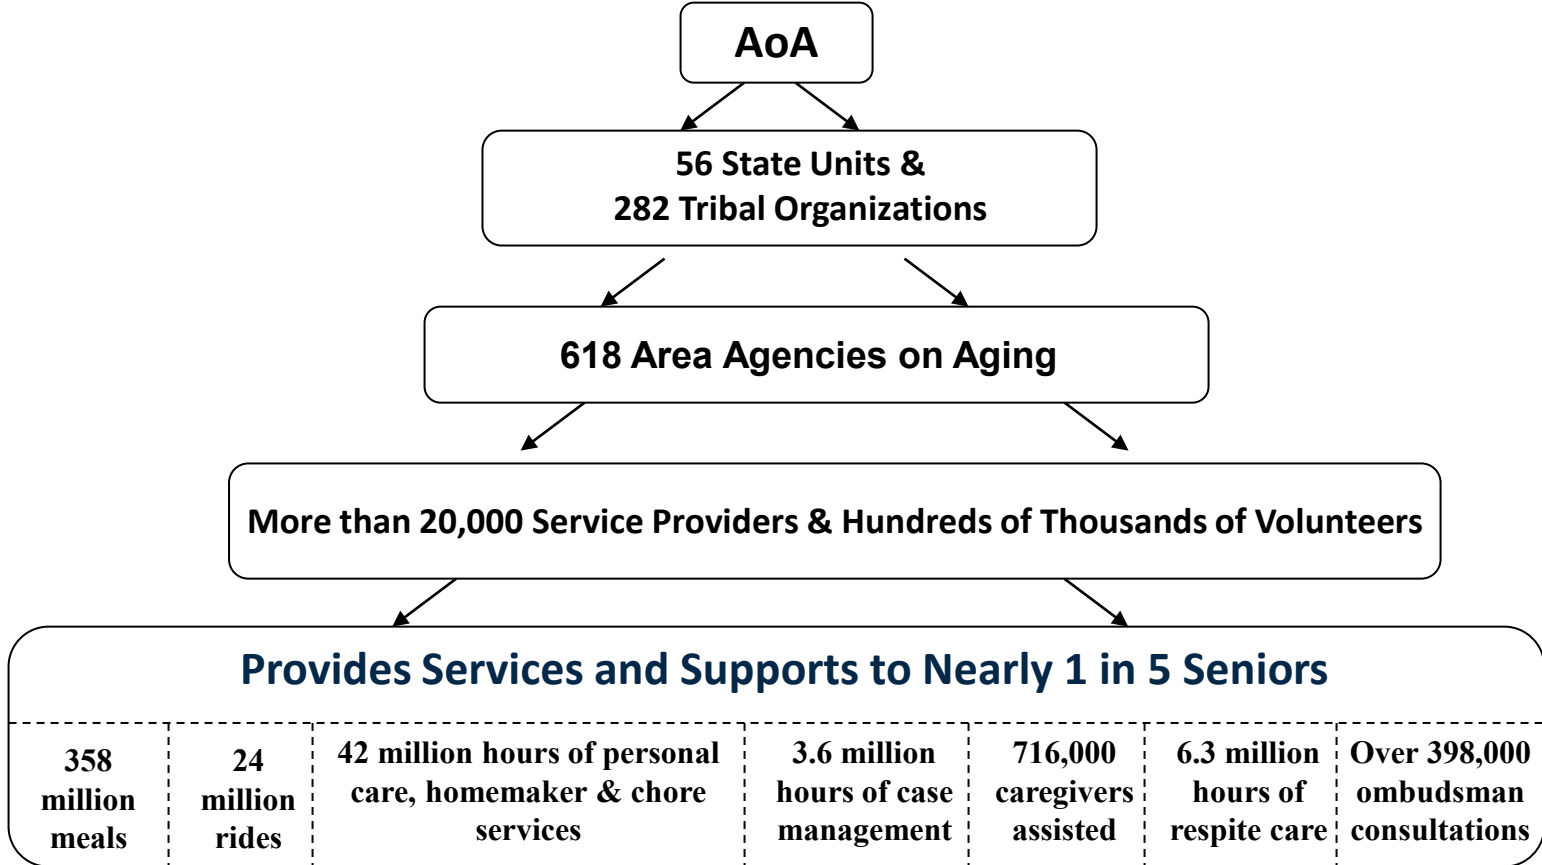 AoA
56 State Units &
282 Tribal Organizations
618 Area Agencies on Aging
More than 20,000 Service Providers & Hundreds of Thousands of Volunteers
Provides Services and Supports to Nearly 1 in 5 Seniors
358
million
meals
24
million
rides
42 million hours of personal
care, homemaker & chore
services
3.6 million
hours of case
management
716,000
caregivers
assisted
6.3 million
hours of
respite care
Over 398,000
ombudsman
consultations